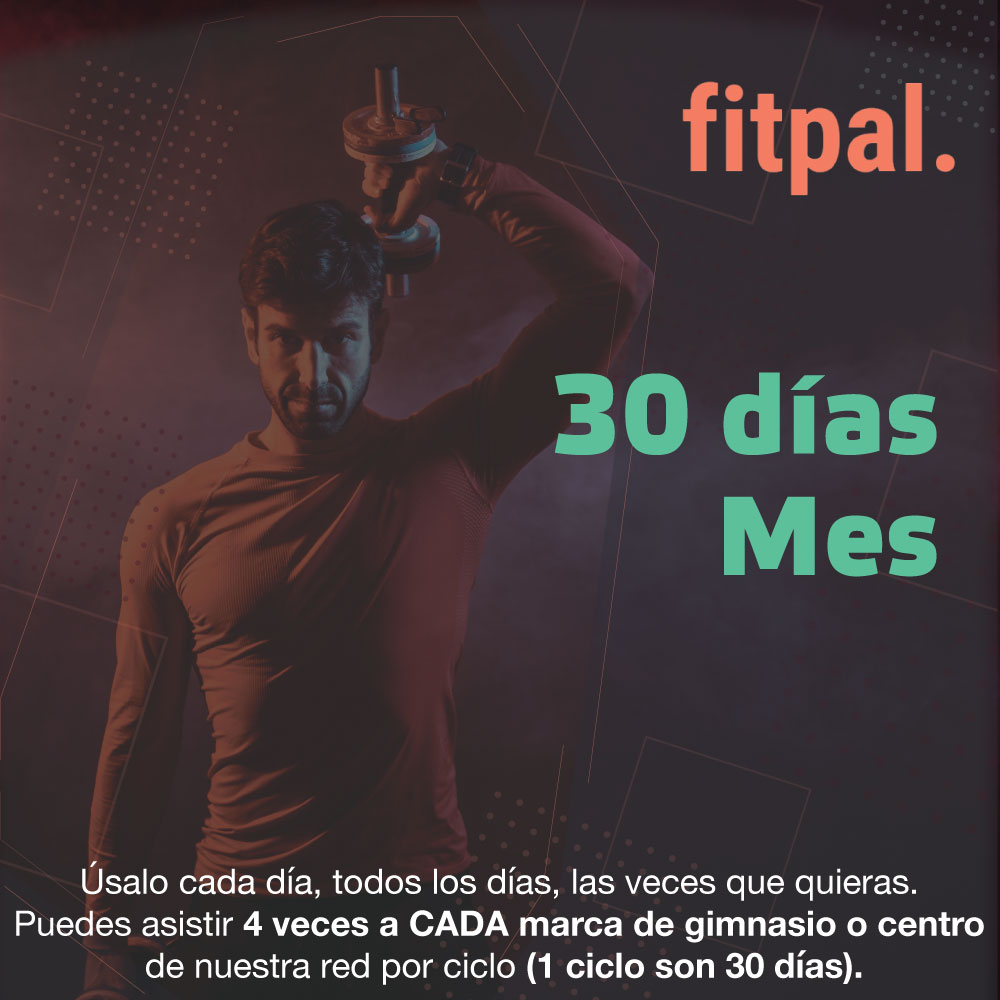 fitpal.
30 días
Mes
Úsalo cada día, todos los días, las veces que quieras.
Puedes asistir 4 veces a CADA marca de gimnasio o centro
de nuestra red por ciclo (1 ciclo son 30 días).